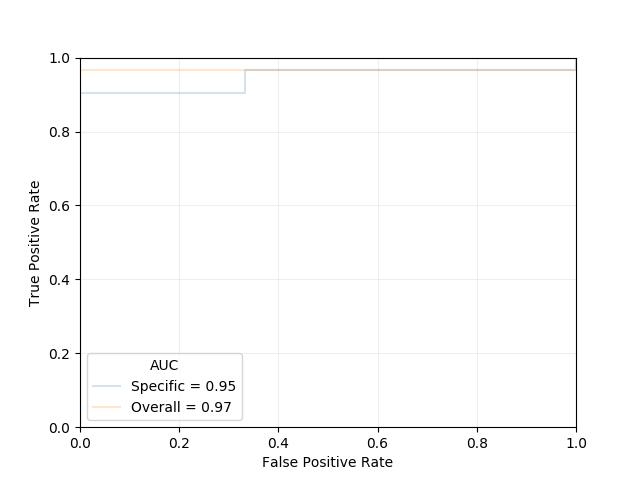 1.0
0.8
0.6
0.4
0.2
0.0
True Positive Rate
AUC
Specific = 0.95
Overall = 0.97
0.0 0.2 0.4 0.6 0.8 1.0
False Positive Rate